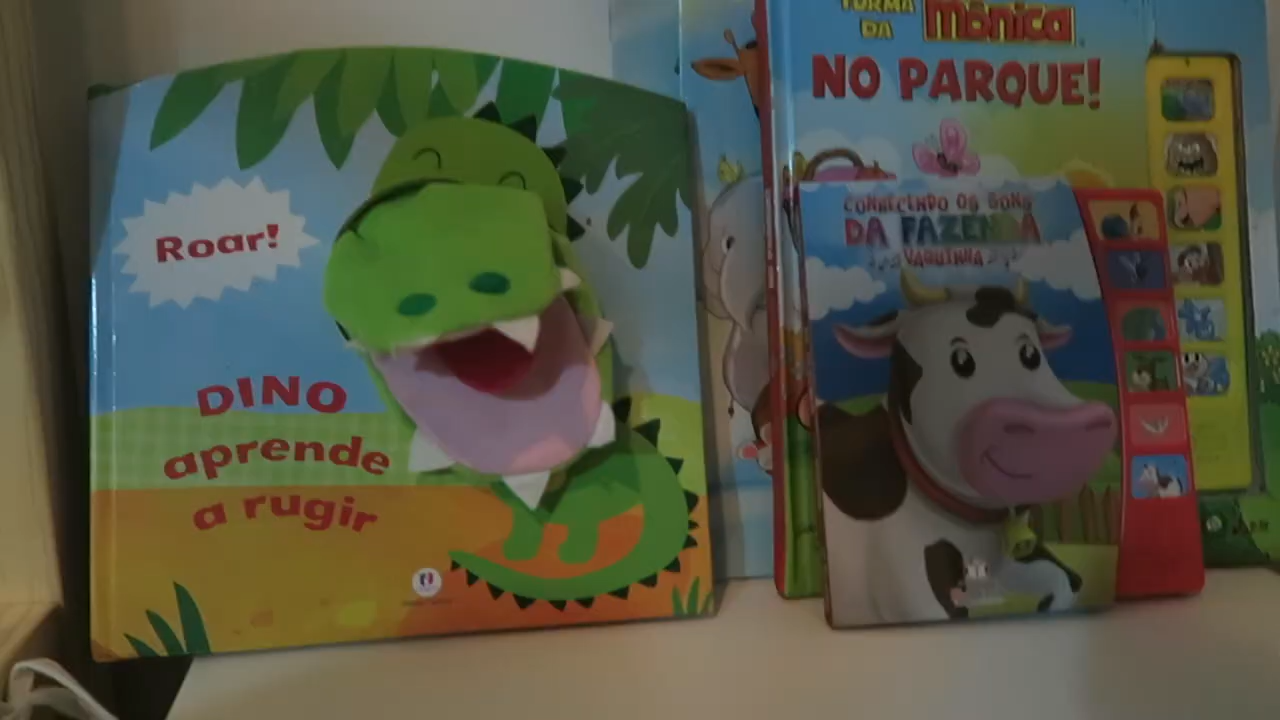 Roar!
DINO
aprende
a rugir
TURMA
DA
mônica
NO PARQUE!
CONHECENDO OS SONS
DA FAZENDA
VAQUINHA